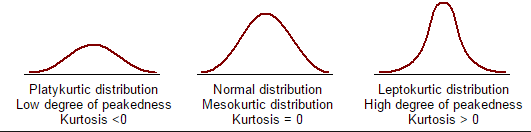 Platykurtic distribution
Low degree of peakedness
Kurtosis <0
Normal distribution
Mesokurtic distribution
Kurtosis = 0
Leptokurtic distribution
High degree of peakedness
Kurtosis > 0